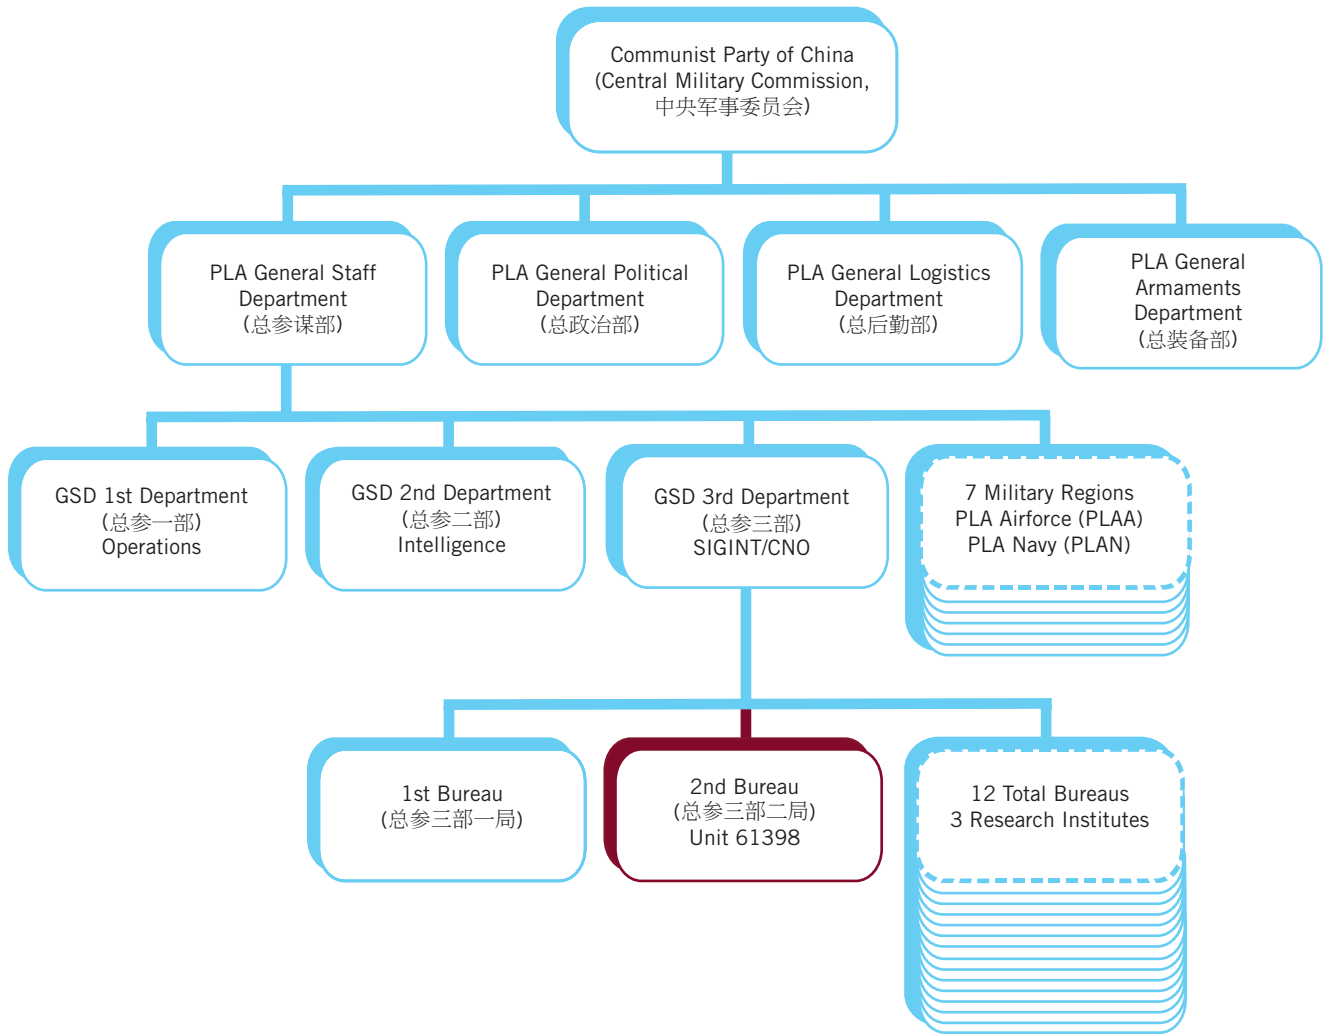 Communist Party of China
(Central Military Commission,
中央军事委员会)
PLA General Staff
Department
(总参谋部)
PLA General Political
Department
(总政治部)
PLA General Logistics
Department
(总后勤部)
PLA General
Armaments
Department
(总装备部)
GSD 1st Department
(总参一部)
Operations
GSD 2nd Department
(总参二部)
Intelligence
GSD 3rd Department
(总参三部)
SIGINT/CNO
7 Military Regions
PLA Airforce (PLAA)
PLA Navy (PLAN)
1st Bureau
(总参三部一局)
2nd Bureau
(总参三部二局)
Unit 61398
12 Total Bureaus
3 Research Institutes